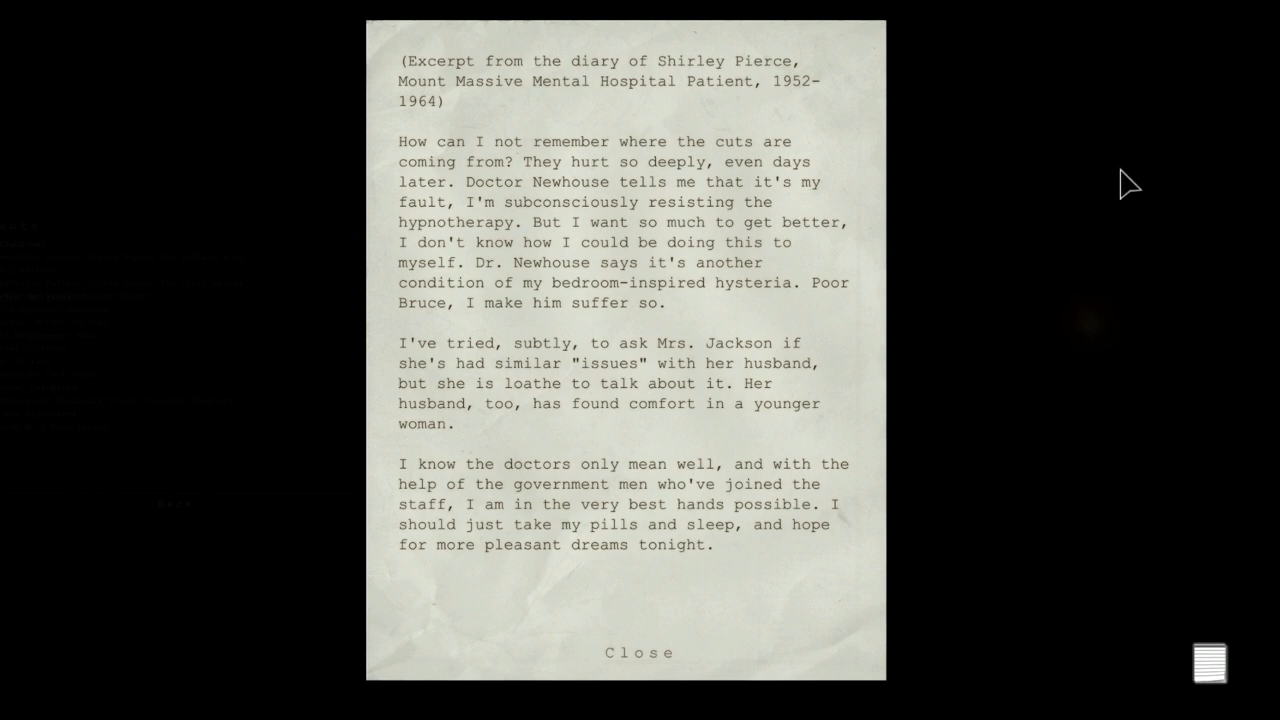 (Excerpt from the diary of Shirley Pierce,
Mount Massive Mental Hospital Patient, 1952-
1964)
How can I not remember where the cuts are
coming from? They hurt so deeply, even days
later. Doctor Newhouse tells me that it's my
fault, I'm subconsciously resisting the
hypnotherapy. But I want so much to get better,
I don't know how I could be doing this to
myself. Dr. Newhouse says it's another
condition of my bedroom-inspired hysteria. Poor
Bruce, I make him suffer so.
I've tried, subtly, to ask Mrs. Jackson if
she's had similar "issues" with her husband,
but she is loathe to talk about it. Her
husband, too, has found comfort in a younger
woman.
I know the doctors only mean well, and with the
help of the government men who've joined the
staff, I am in the very best hands possible. I
should just take my pills and sleep, and hope
for more pleasant dreams tonight.
Close